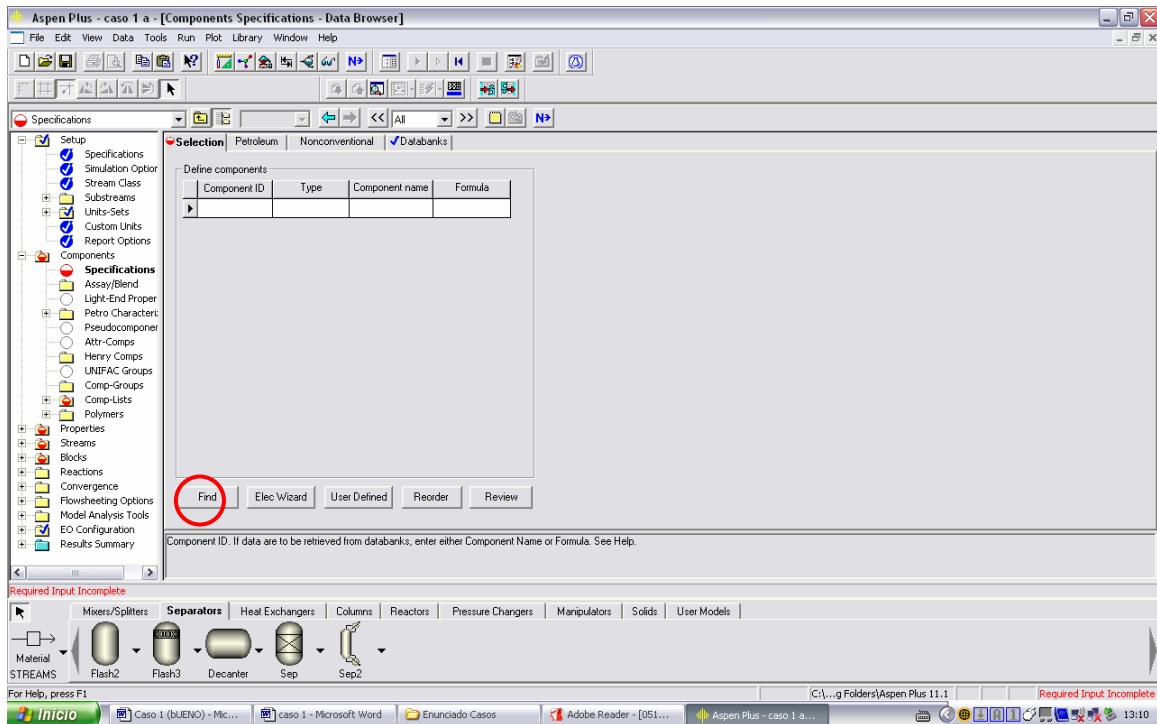 Aspen Plus - caso 1 a - [Components Specifications - Data Browser]
File Edit View Data Tools Run Plot Library Window Help
N>
Specifications << All >> N>
Setup
Specifications
Simulation Option
Stream Class
Substreams
Units-Sets
Custom Units
Report Options
Components
Specifications
Assay/Blend
Light-End Proper
Petro Characteri
Pseudocomponer
Attr-Comps
Henry Comps
UNIFAC Groups
Comp-Groups
Comp-Lists
Polymers
Properties
Streams
Blocks
Reactions
Convergence
Flowsheeting Options
Model Analysis Tools
EO Configuration
Results Summary
Selection Petroleum Nonconventional Databanks
Define components
Component ID Type Component name Formula
Find Elec Wizard User Defined Reorder Review
Component ID. If data are to be retrieved from databanks, enter either Component Name or Formula. See Help.
Required Input Incomplete
Mixers/Splitters Separators Heat Exchangers Columns Reactors Pressure Changers Manipulators Solids User Models
Material
STREAMS Flash2 Flash3 Decanter Sep Sep2
For Help, press F1 C:\...g Folders\Aspen Plus 11.1 Required Input Incomplete
Inicio Caso 1 (bUENO) - Mic... caso 1 - Microsoft Word Enunciado Casos Adobe Reader - [051... Aspen Plus - caso 1 a... 13:10